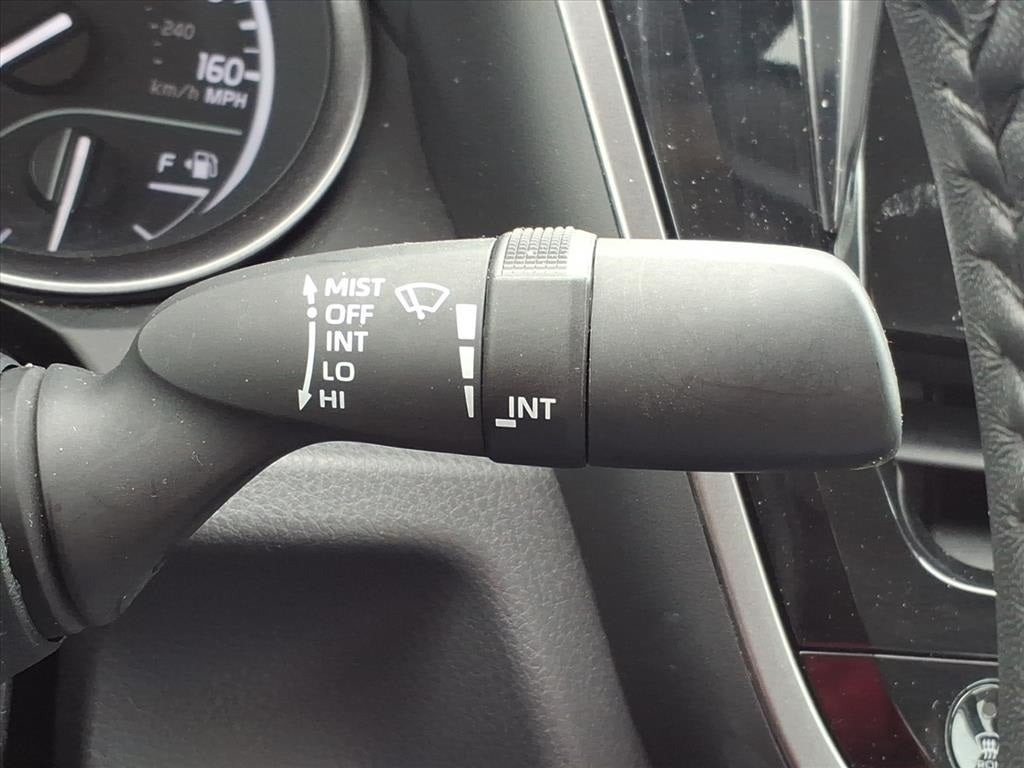 240
160
km/h MPH
F
MIST
OFF
INT
LO
HI
INT